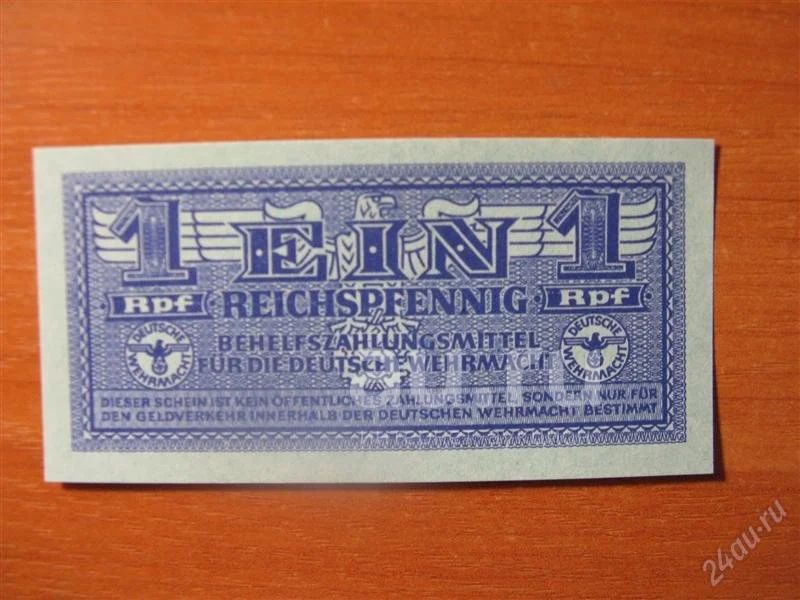 1 EIN 1
Rpf · REICHSPFENNIG · Rpf
BEHELFSZAHLUNGSMITTEL
FÜR DIE DEUTSCHE WEHRMACHT
DEUTSCHE WEHRMACHT
DEUTSCHE WEHRMACHT
DIESER SCHEIN IST KEIN ÖFFENTLICHES ZAHLUNGSMITTEL SONDERN NUR FÜR
DEN GELDVERKEHR INNERHALB DER DEUTSCHEN WEHRMACHT BESTIMMT
24au.ru